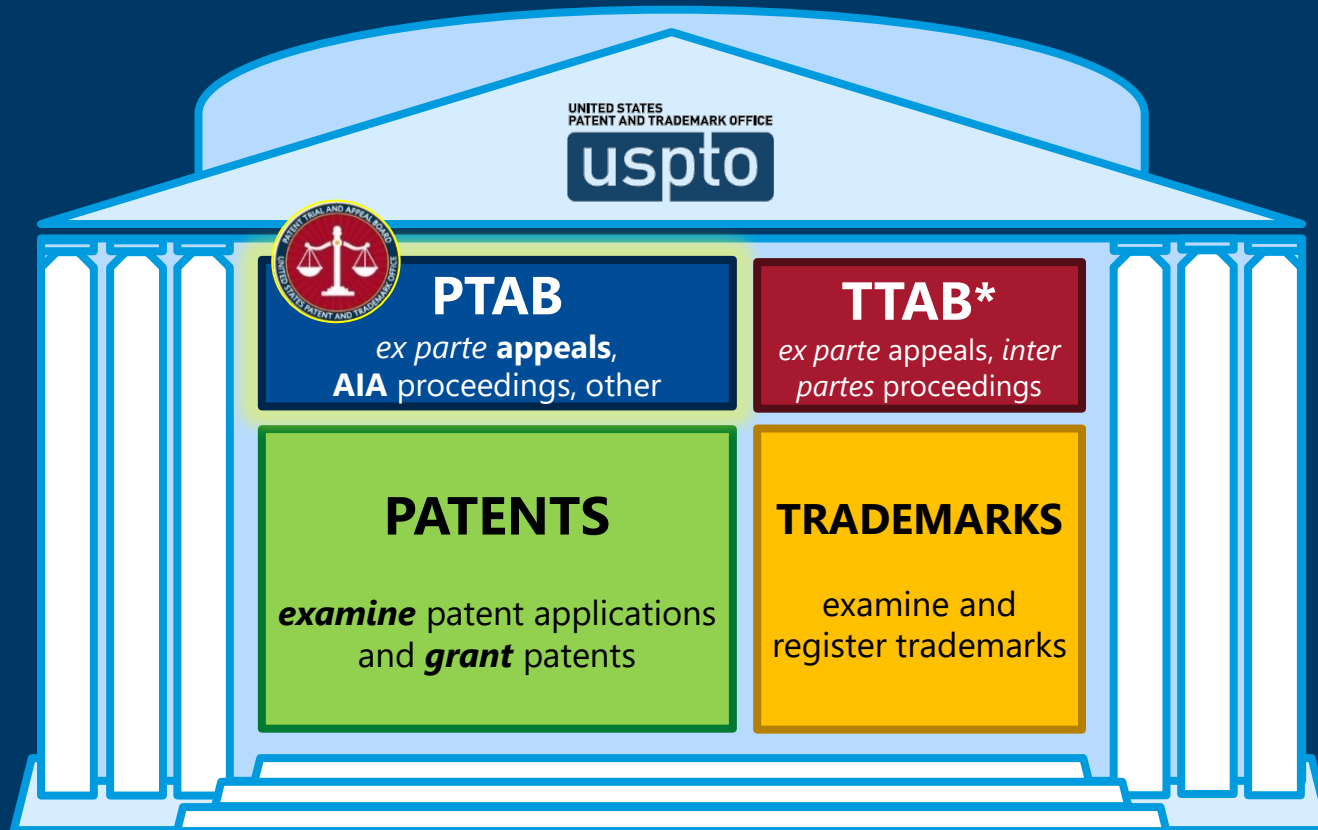 UNITED STATES
PATENT AND TRADEMARK OFFICE
uspto
PATENT TRIAL AND APPEAL BOARD
UNITED STATES PATENT AND TRADEMARK OFFICE
PTAB
ex parte appeals,
AIA proceedings, other
TTAB*
ex parte appeals, inter
partes proceedings
PATENTS
examine patent applications
and grant patents
TRADEMARKS
examine and
register trademarks